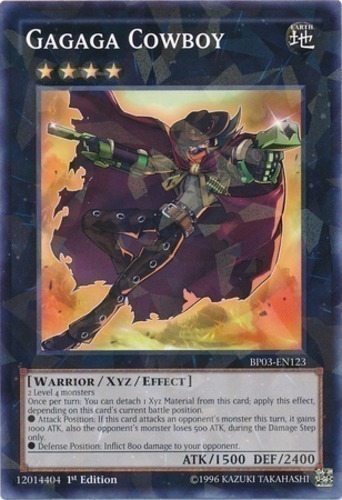 GAGAGA COWBOY
EARTH
地
BP03-EN123
[WARRIOR/XYZ/EFFECT]
2 Level 4 monsters
Once per turn: You can detach 1 Xyz Material from this card; apply this effect,
depending on this card's current battle position.
● Attack Position: If this card attacks an opponent's monster this turn, it gains
1000 ATK, also the opponent's monster loses 500 ATK, during the Damage Step
only.
● Defense Position: Inflict 800 damage to your opponent.
ATK/1500 DEF/2400
12014404 1st Edition ©1996 KAZUKI TAKAHASHI